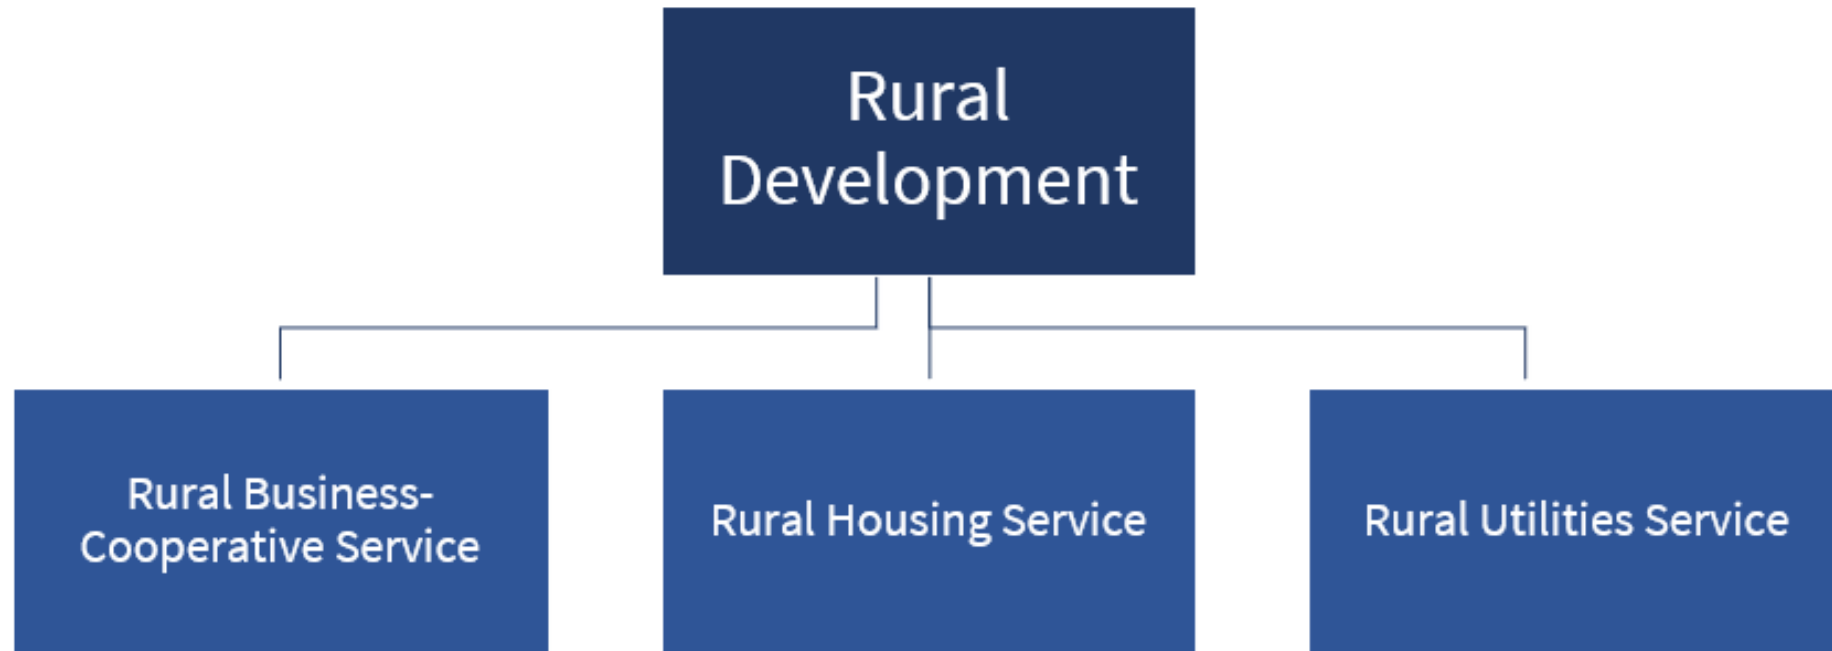 Rural
Development
Rural Business-
Cooperative Service
Rural Housing Service
Rural Utilities Service